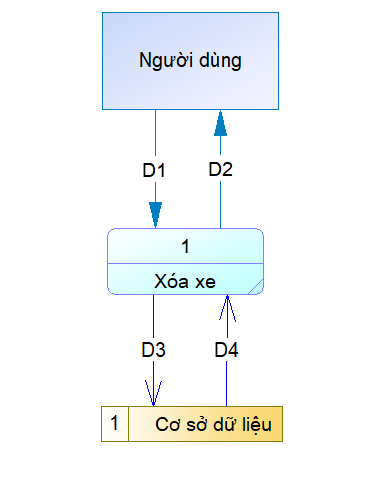 Người dùng
D1
D2
1
Xóa xe
D3
D4
1
Cơ sở dữ liệu